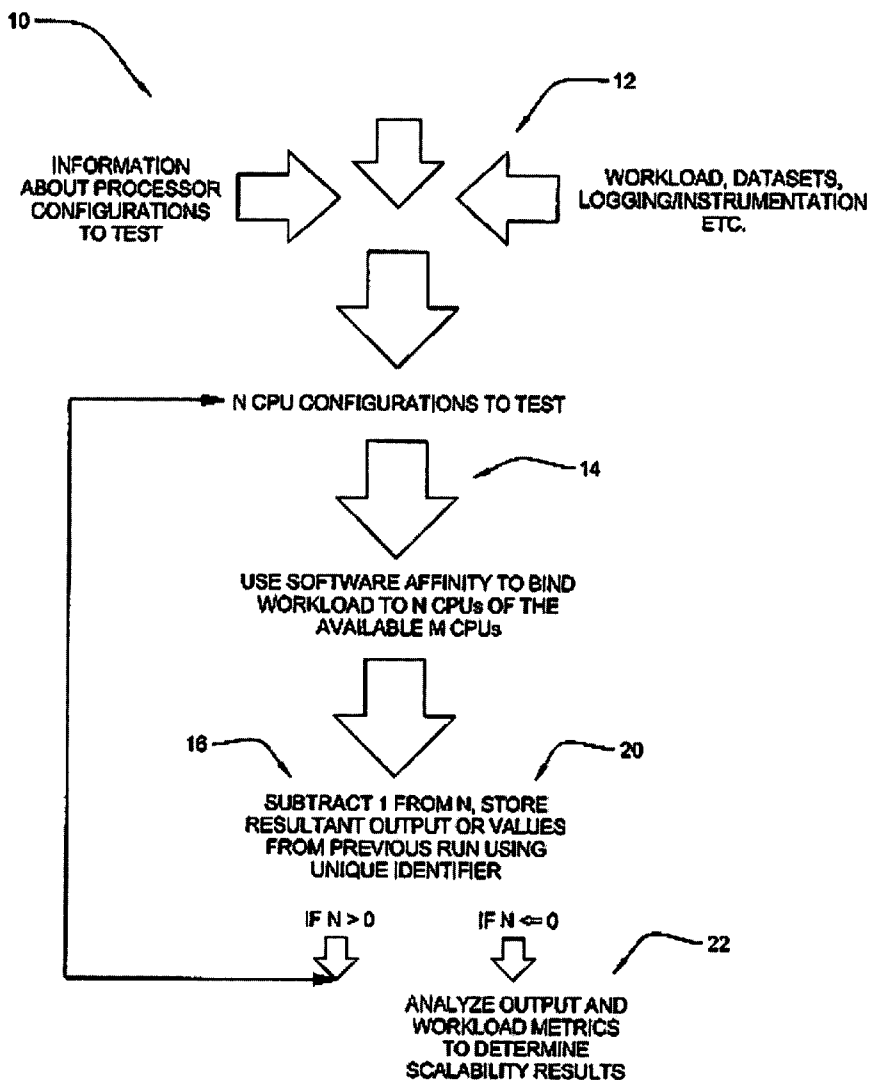 10
12
INFORMATION
ABOUT PROCESSOR
CONFIGURATIONS
TO TEST
WORKLOAD, DATASETS,
LOGGING/INSTRUMENTATION
ETC.
N CPU CONFIGURATIONS TO TEST
14
USE SOFTWARE AFFINITY TO BIND
WORKLOAD TO N CPUs OF THE
AVAILABLE M CPUs
16
20
SUBTRACT 1 FROM N, STORE
RESULTANT OUTPUT OR VALUES
FROM PREVIOUS RUN USING
UNIQUE IDENTIFIER
IF N > 0
IF N <= 0
22
ANALYZE OUTPUT AND
WORKLOAD METRICS
TO DETERMINE
SCALABILITY RESULTS